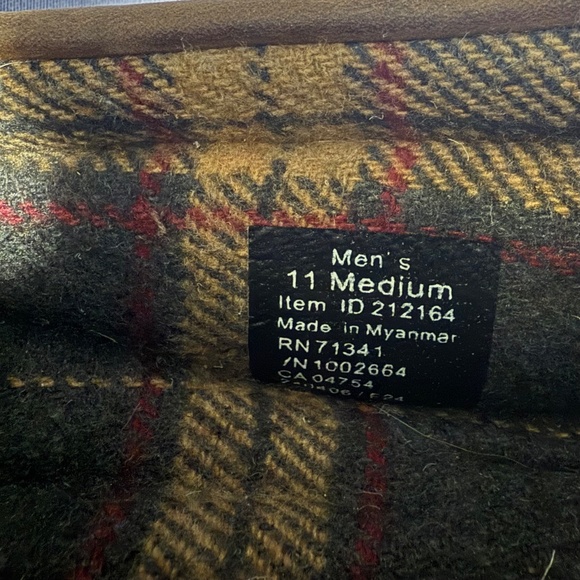 Men's
11 Medium
Item ID 212164
Made in Myanmar
RN 71341
/N 1002664
CA 04754